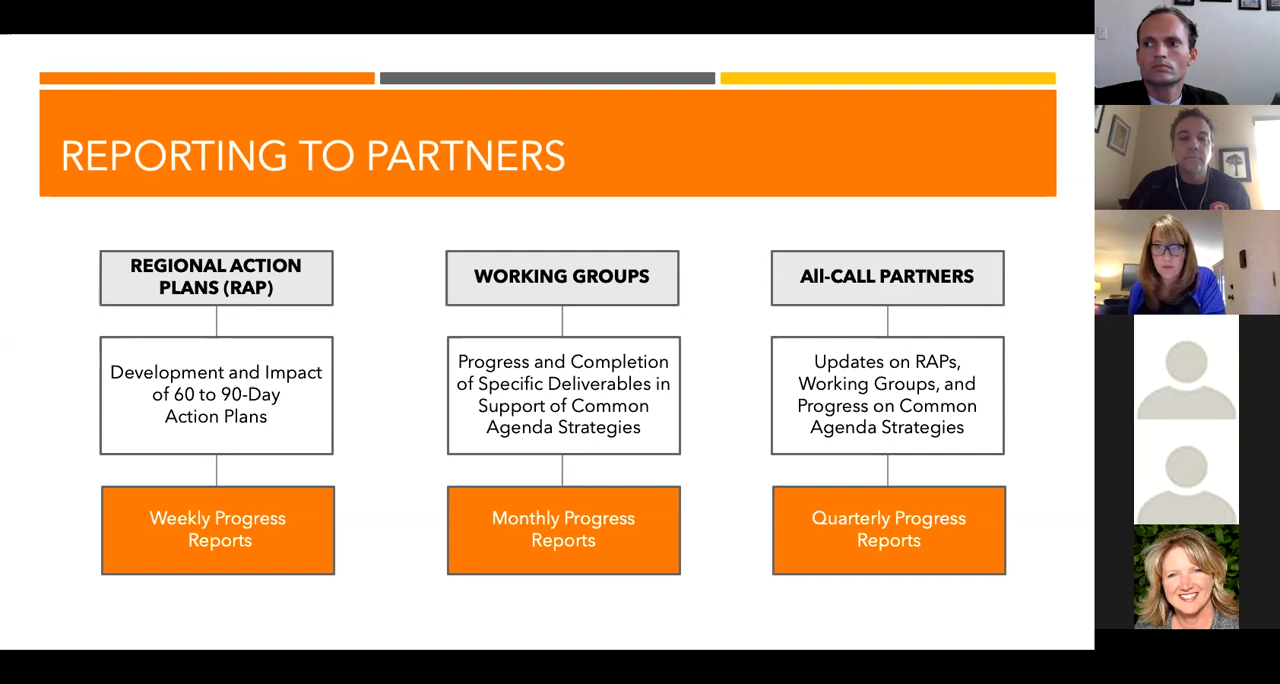 REPORTING TO PARTNERS
REGIONAL ACTION
PLANS (RAP)
Development and Impact
of 60 to 90-Day
Action Plans
Weekly Progress
Reports
WORKING GROUPS
Progress and Completion
of Specific Deliverables in
Support of Common
Agenda Strategies
Monthly Progress
Reports
All-CALL PARTNERS
Updates on RAPs,
Working Groups, and
Progress on Common
Agenda Strategies
Quarterly Progress
Reports